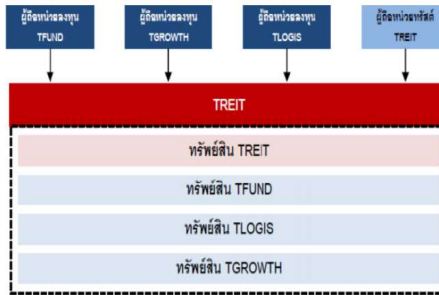 ผู้ถือหน่วยลงทุน
TFUND
ผู้ถือหน่วยลงทุน
TGROWTH
ผู้ถือหน่วยลงทุน
TLOGIS
ผู้ถือหน่วยทรัสต์
TREIT
TREIT
ทรัพย์สิน TREIT
ทรัพย์สิน TFUND
ทรัพย์สิน TLOGIS
ทรัพย์สิน TGROWTH